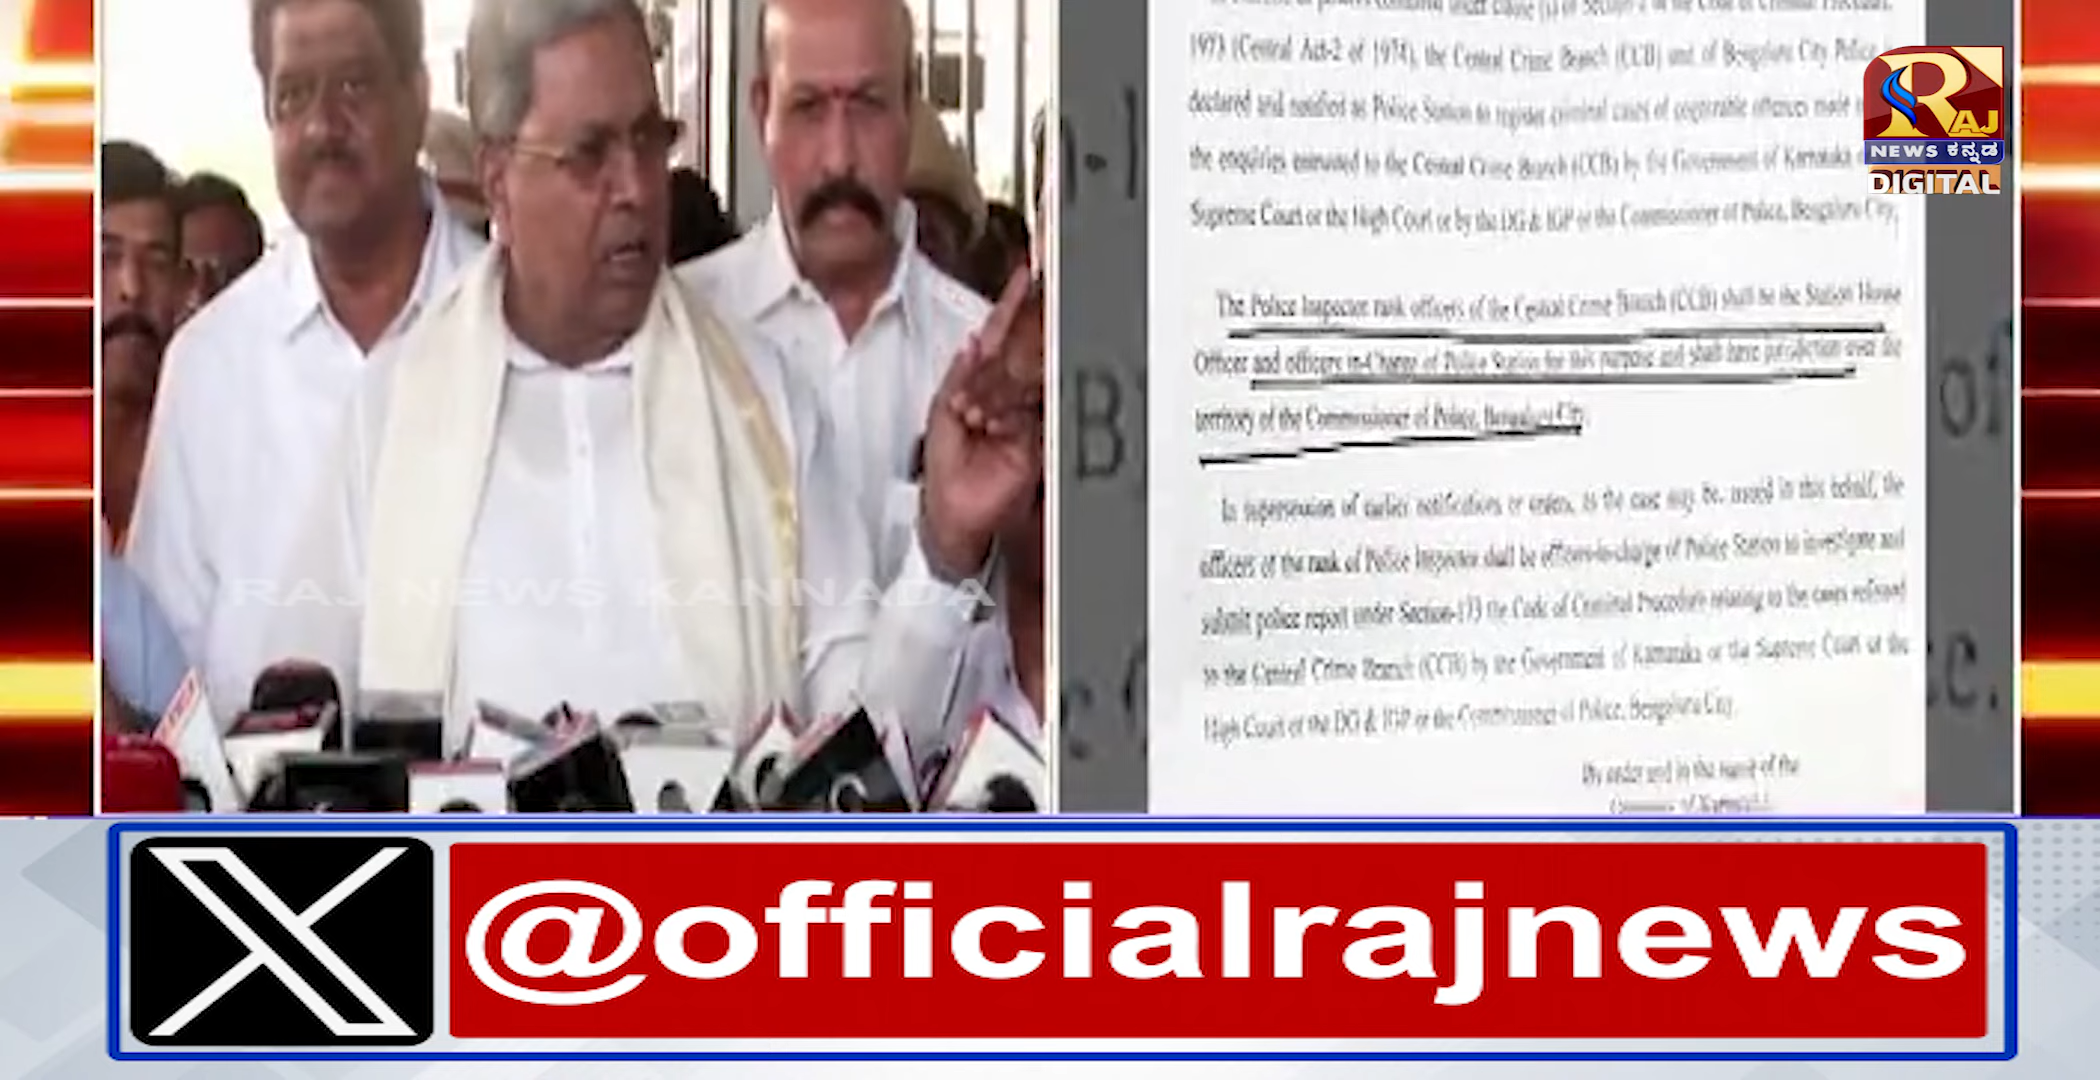 1973 (Central Act-2 of 1974), the Central Crime Branch (CCB) unit of Bengaluru City Police
declared and notified as Police Station to register criminal cases of cognizable offences made
the enquiries entrusted to the Central Crime Branch (CCB) by the Government of Karnataka
Supreme Court or the High Court or by the DG & IGP or the Commissioner of Police, Bengaluru City.
The Police Inspector rank officers of the Central Crime Branch (CCB) shall be the Station House
Officer and officers in-Charge of Police Station for this purpose and shall have jurisdiction over the
territory of the Commissioner of Police, Bengaluru City.
In supersession of earlier notifications or orders, as the case may be, issued in this behalf, the
officers of the rank of Police Inspector shall be officers-in-charge of Police Station to investigate and
submit police report under Section-173 the Code of Criminal Procedure relating to the cases referred
to the Central Crime Branch (CCB) by the Government of Karnataka or the Supreme Court or the
High Court or the DG & IGP or the Commissioner of Police, Bengaluru City.
By order and in the name of the
RAJ
NEWS ಕನ್ನಡ
DIGITAL
RAJ NEWS KANNADA
@officialrajnews